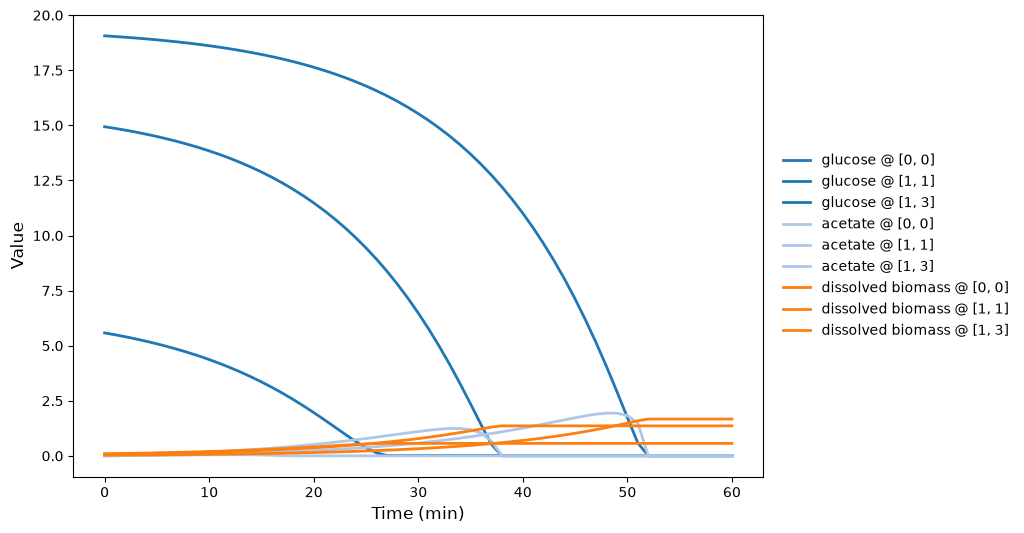 20.0
17.5
15.0
12.5
10.0
7.5
5.0
2.5
0.0
Value
0 10 20 30 40 50 60
Time (min)
glucose @ [0, 0]
glucose @ [1, 1]
glucose @ [1, 3]
acetate @ [0, 0]
acetate @ [1, 1]
acetate @ [1, 3]
dissolved biomass @ [0, 0]
dissolved biomass @ [1, 1]
dissolved biomass @ [1, 3]